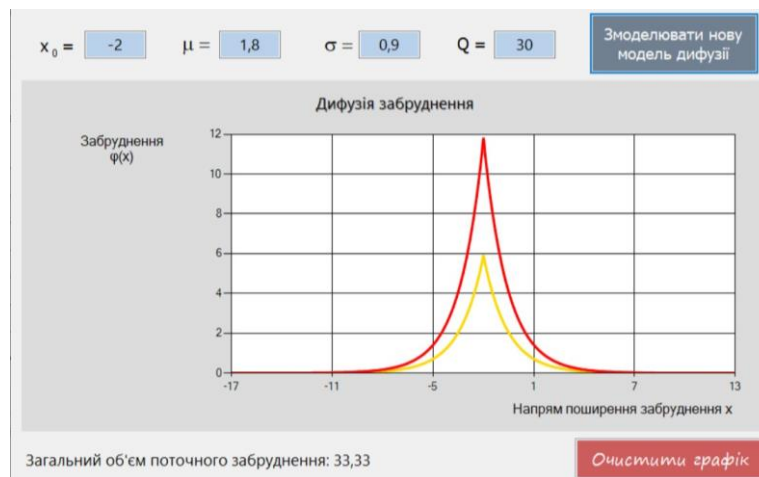 x₀ = -2 μ = 1,8 σ = 0,9 Q = 30
Змоделювати нову
модель дифузії
Дифузія забруднення
Забруднення
φ(x)
12
10
8
6
4
2
0
-17 -11 -5 1 7 13
Напрям поширення забруднення x
Загальний об'єм поточного забруднення: 33,33
Очистити графік